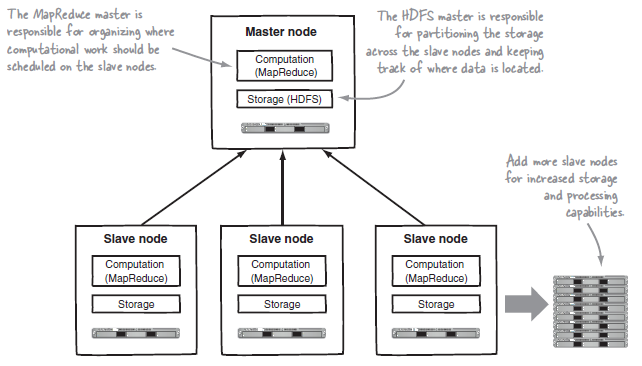 The MapReduce master is
responsible for organizing where
computational work should be
scheduled on the slave nodes.
Master node
Computation
(MapReduce)
Storage (HDFS)
The HDFS master is responsible
for partitioning the storage
across the slave nodes and keeping
track of where data is located.
Add more slave nodes
for increased storage
and processing
capabilities.
Slave node
Computation
(MapReduce)
Storage
Slave node
Computation
(MapReduce)
Storage
Slave node
Computation
(MapReduce)
Storage